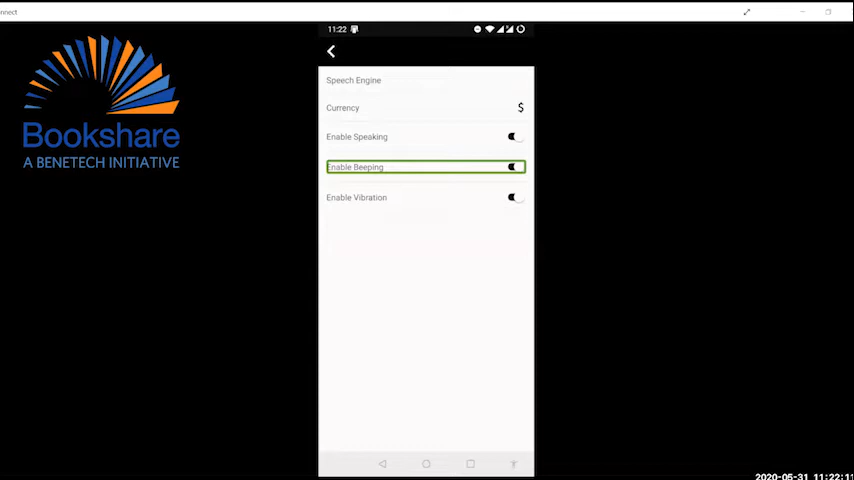 nnect
11:22
Bookshare
A BENETECH INITIATIVE
Speech Engine
Currency $
Enable Speaking
Enable Beeping
Enable Vibration
2020-05-31 11:22:11